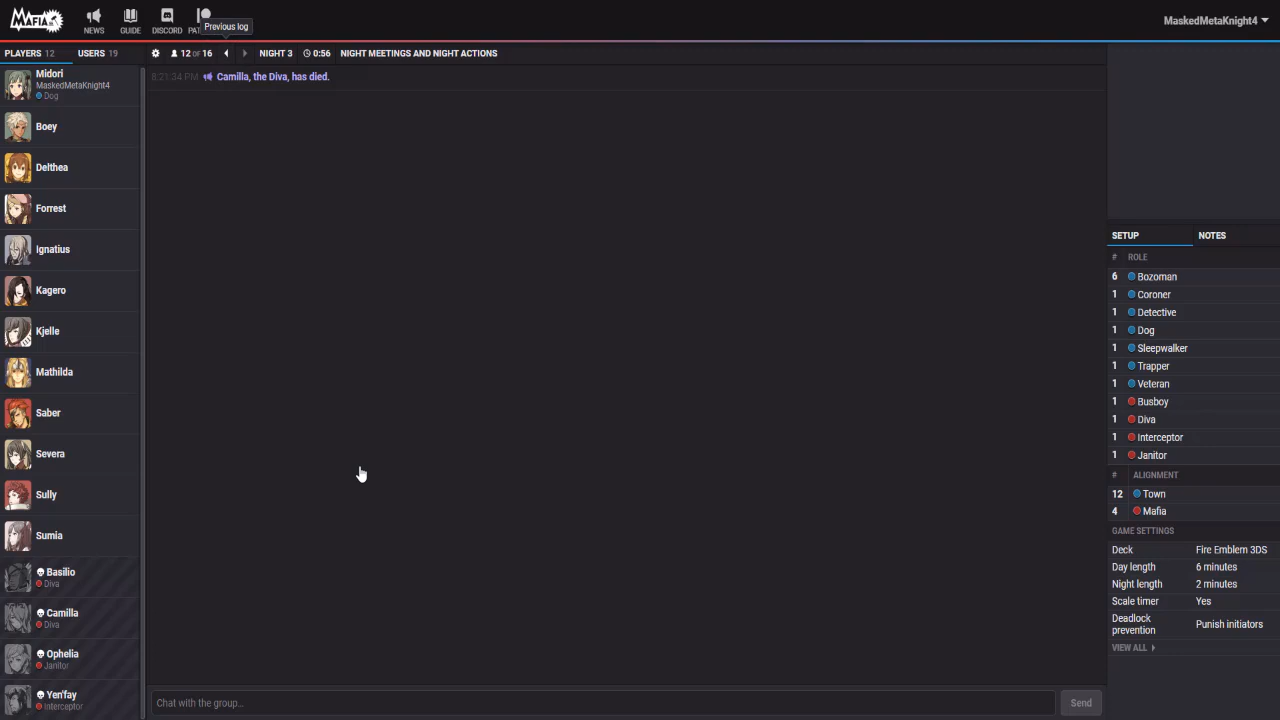 MAFIA
NEWS
GUIDE
DISCORD
Previous log
MaskedMetaKnight4
PLAYERS 12
USERS 19
12 OF 16
NIGHT 3
0:56
NIGHT MEETINGS AND NIGHT ACTIONS
8:21:34 PM Camilla, the Diva, has died.
Midori
MaskedMetaKnight4
Dog
Boey
Delthea
Forrest
Ignatius
Kagero
Kjelle
Mathilda
Saber
Severa
Sully
Sumia
Basilio
Diva
Camilla
Diva
Ophelia
Janitor
Yen'fay
Interceptor
Chat with the group...
Send
SETUP
NOTES
# ROLE
6 Bozoman
1 Coroner
1 Detective
1 Dog
1 Sleepwalker
1 Trapper
1 Veteran
1 Busboy
1 Diva
1 Interceptor
1 Janitor
# ALIGNMENT
12 Town
4 Mafia
GAME SETTINGS
Deck Fire Emblem 3DS
Day length 6 minutes
Night length 2 minutes
Scale timer Yes
Deadlock
prevention Punish initiators
VIEW ALL